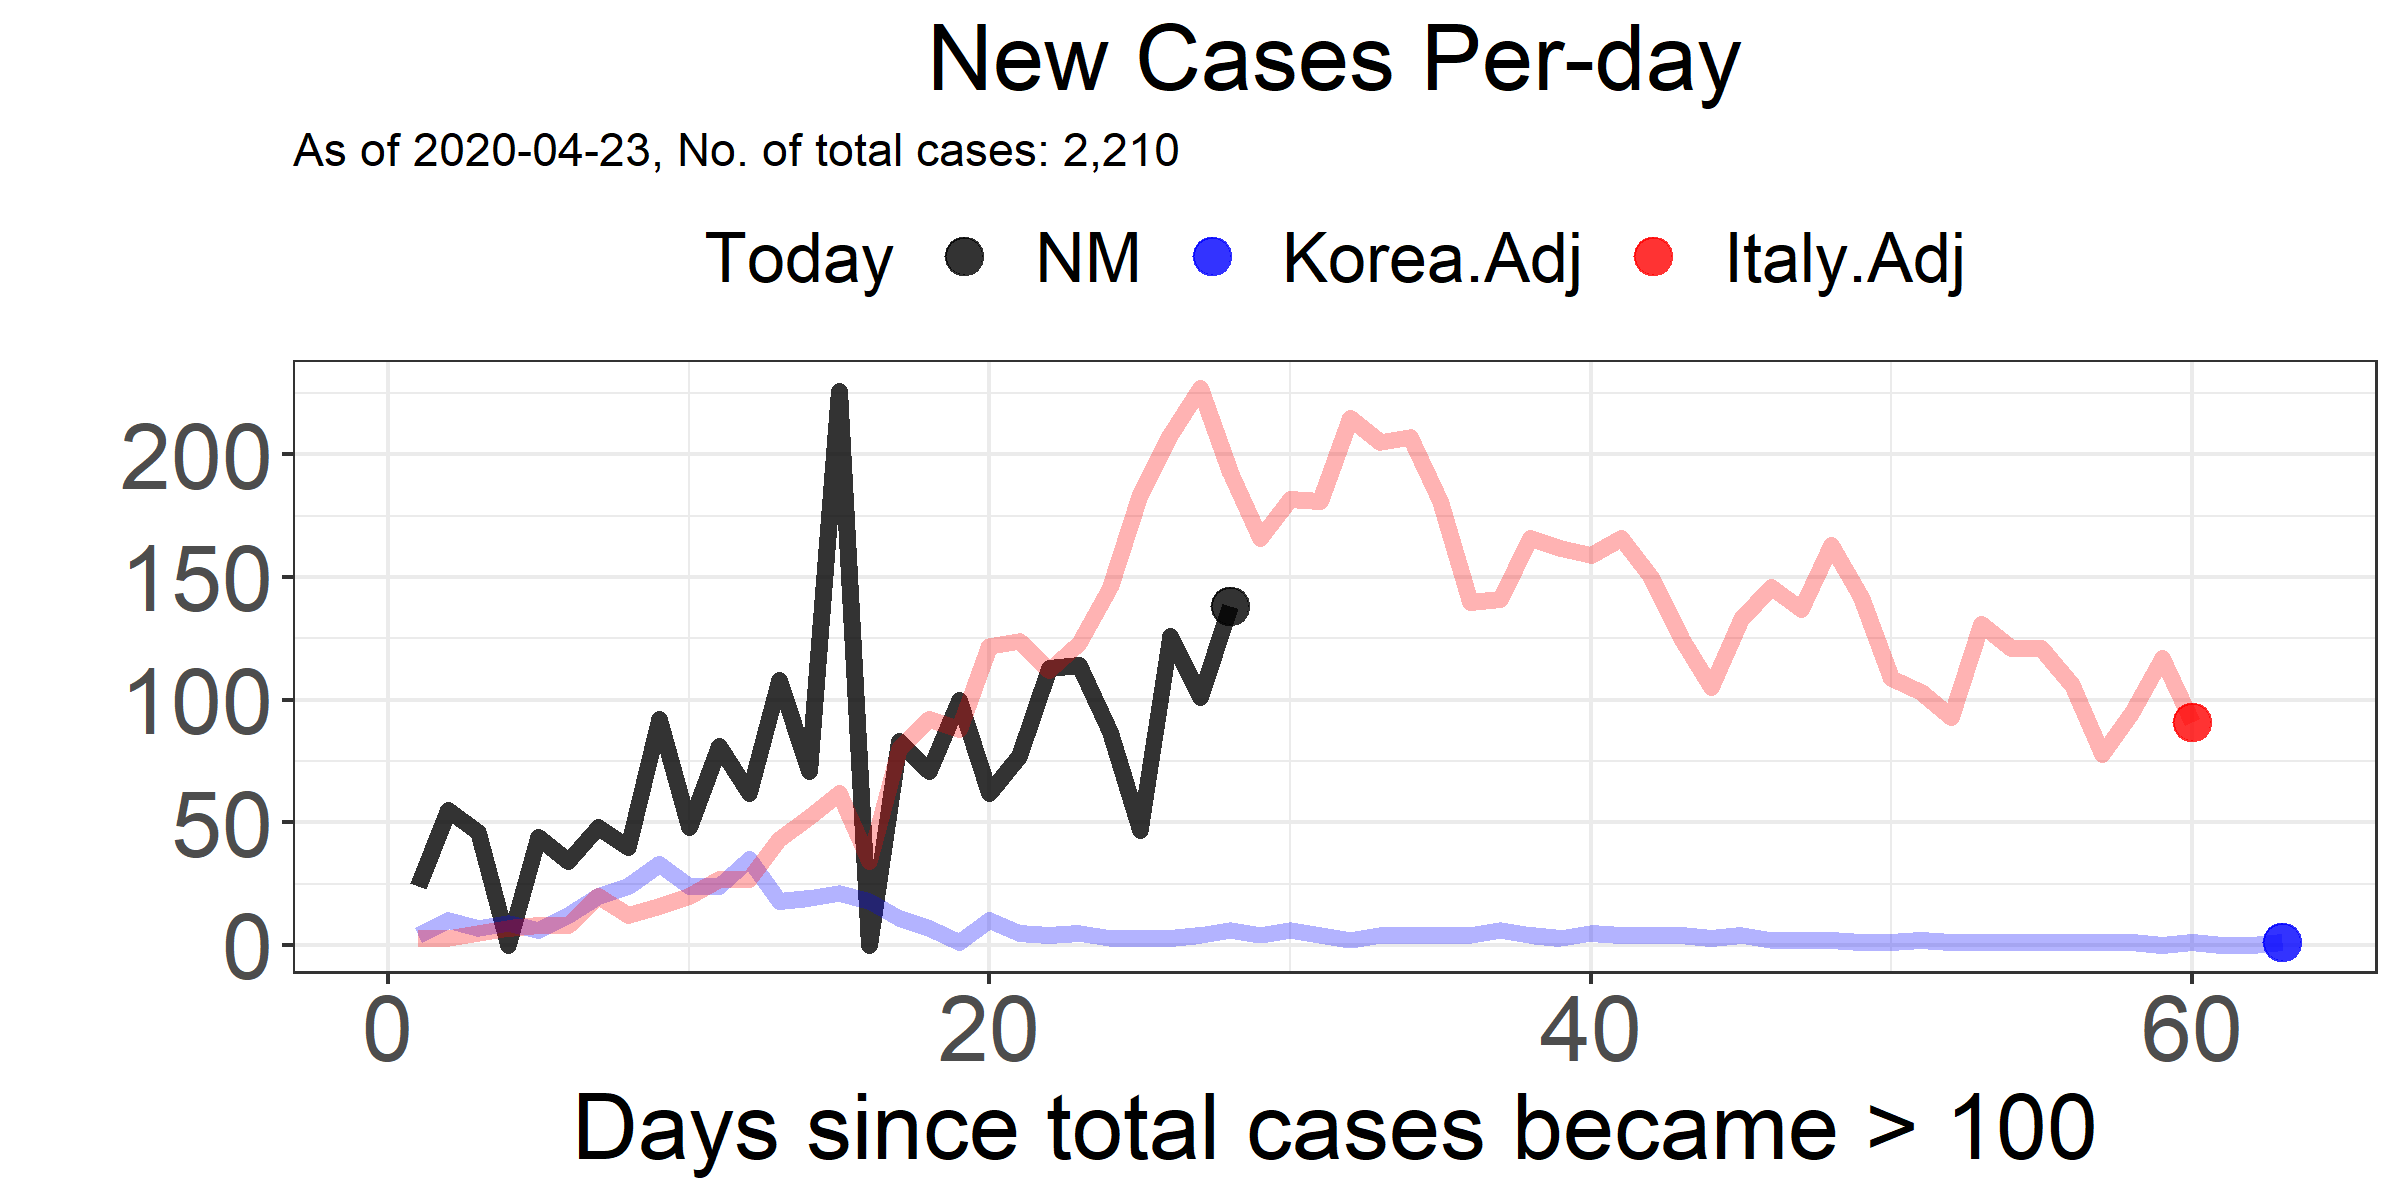 New Cases Per-day
As of 2020-04-23, No. of total cases: 2,210
Today NM Korea.Adj Italy.Adj
200
150
100
50
0
0 20 40 60
Days since total cases became > 100